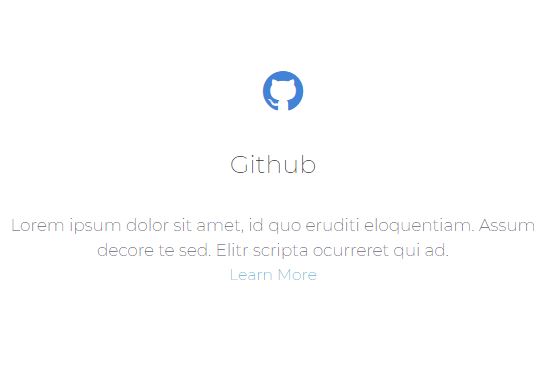 Github
Lorem ipsum dolor sit amet, id quo eruditi eloquentiam. Assum
decore te sed. Elitr scripta ocurreret qui ad.
Learn More